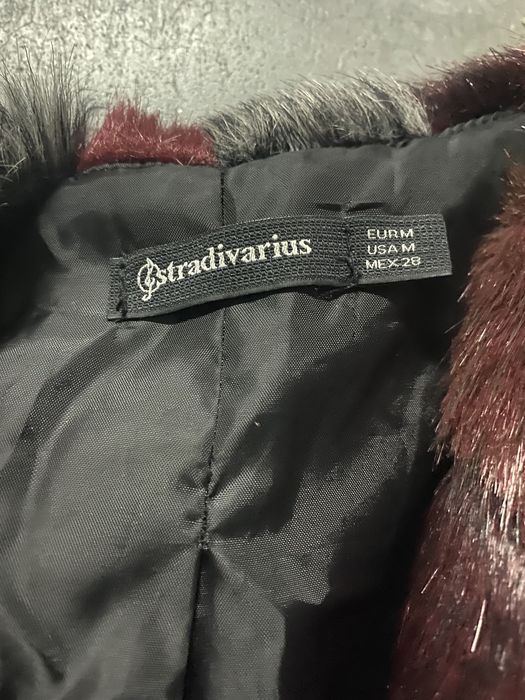 stradivarius
EUR M
USA M
MEX 28